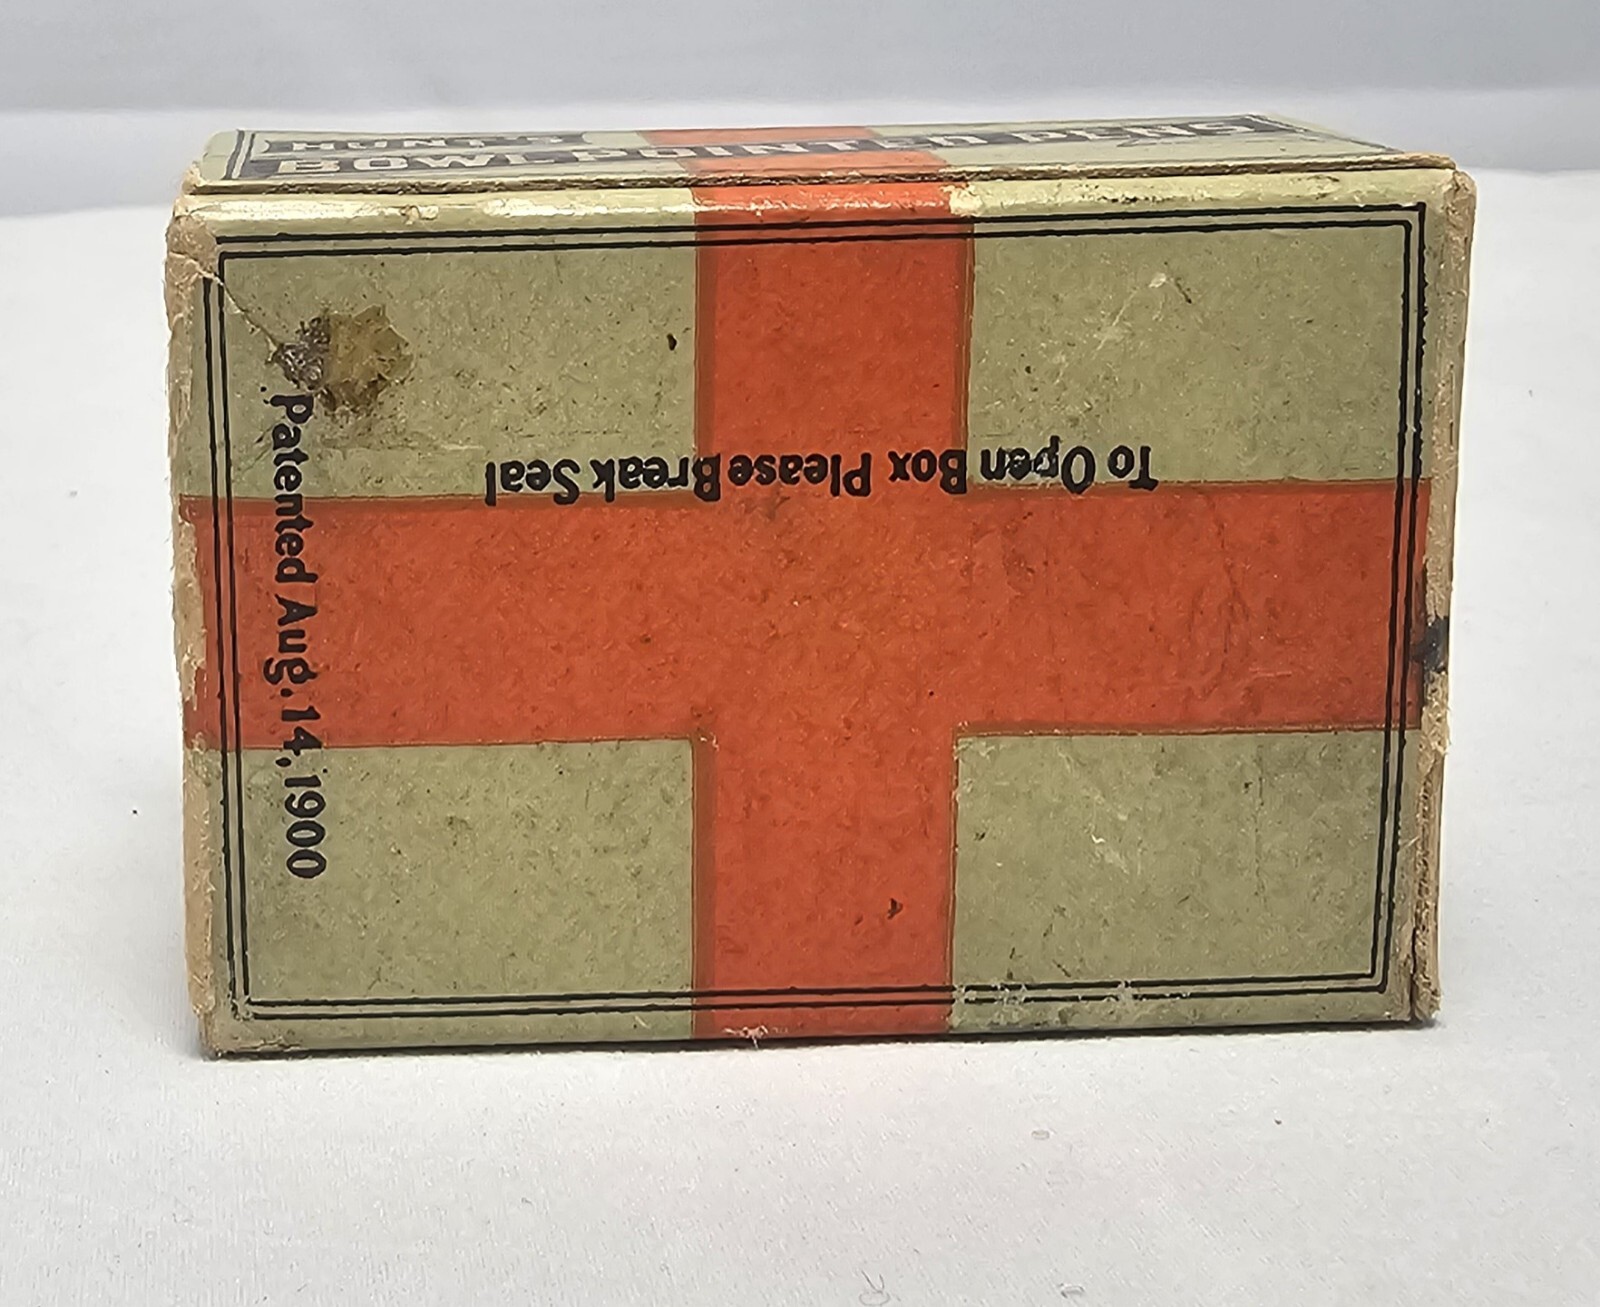 HUNT'S
BOWL POINTED PENS
To Open Box Please Break Seal
Patented Aug. 14, 1900